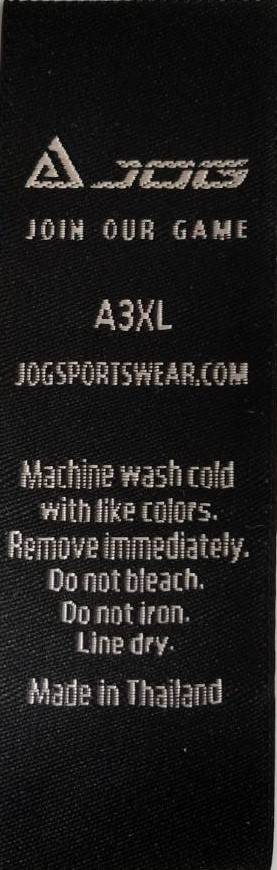 JOG
JOIN OUR GAME
A3XL
JOGSPORTSWEAR.COM
Machine wash cold
with like colors.
Remove immediately.
Do not bleach.
Do not iron.
Line dry.
Made in Thailand